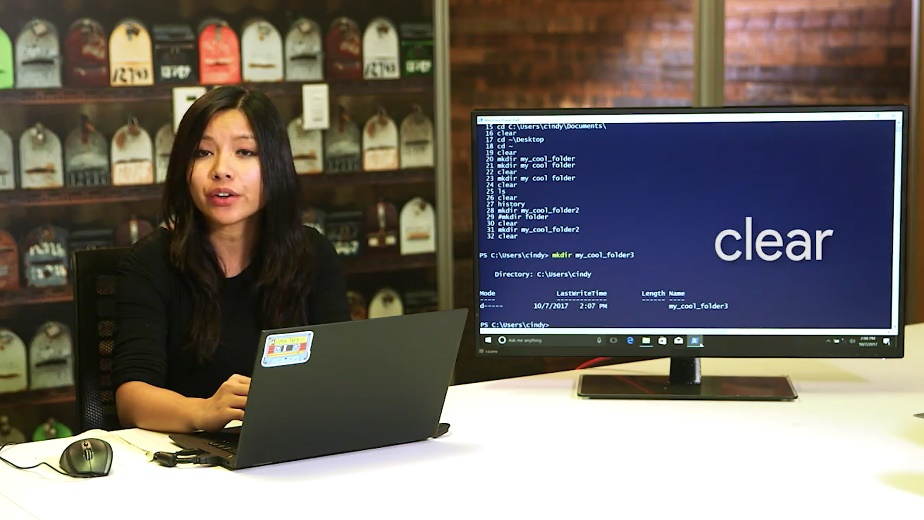 15 cd C:\Users\cindy\Documents\
16 clear
17 cd ~\Desktop
18 cd ~
19 clear
20 mkdir my_cool_folder
21 mkdir my cool folder
22 clear
23 mkdir my cool folder
24 clear
25 ls
26 clear
27 history
28 mkdir my_cool_folder2
29 #mkdir folder
30 clear
31 mkdir my_cool_folder2
32 clear
PS C:\Users\cindy> mkdir my_cool_folder3
Directory: C:\Users\cindy
Mode LastWriteTime Length Name
---- ------------- ------ ----
d----- 10/7/2017 2:07 PM my_cool_folder3
PS C:\Users\cindy>
clear
Ask me anything